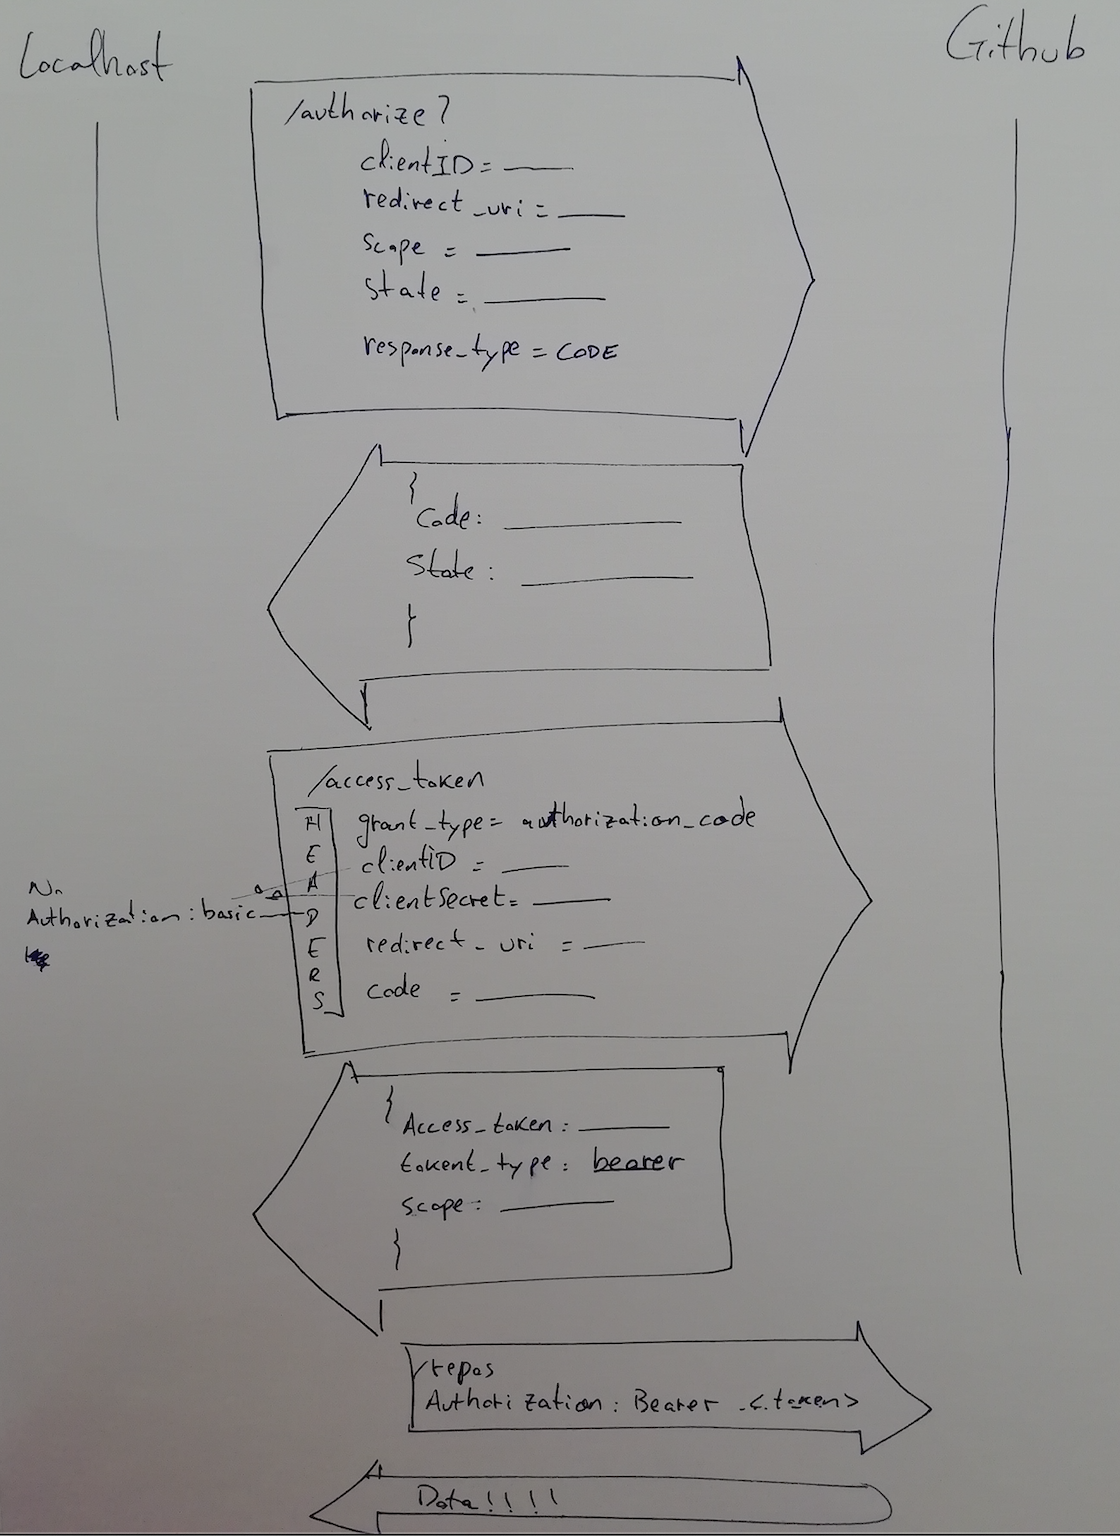 Localhost
Github
/authorize?
clientID = ____
redirect_uri = ____
scope = ____
state = ____
response_type = CODE
{
Code: ____
State: ____
}
/access_token
HEADERS
grant_type= authorization_code
clientID = ____
clientSecret= ____
redirect_uri = ____
code = ____
No
Authorization: basic
{
Access_token: ____
tokent_type: bearer
scope: ____
}
/repos
Authorization: Bearer <token>
Data!!!!